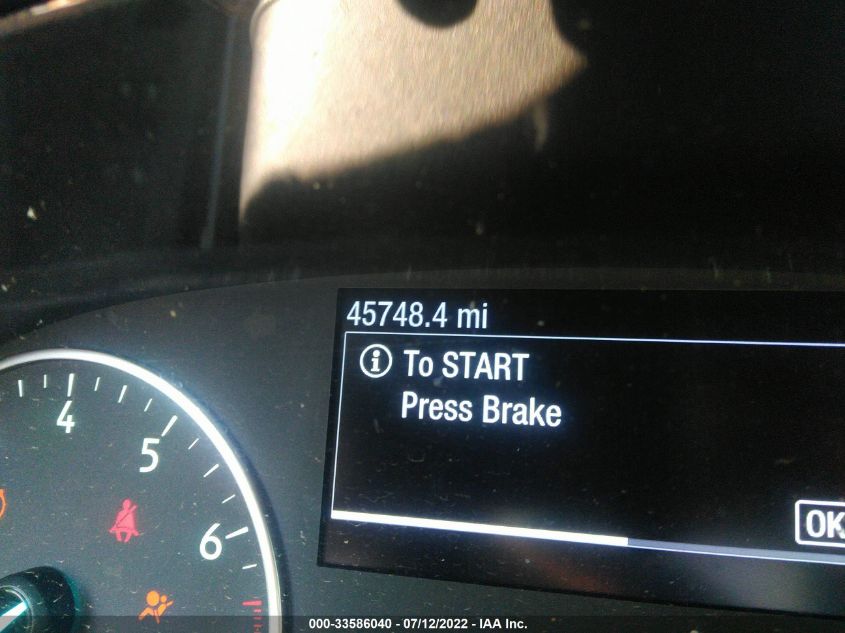 45748.4 mi
i To START
Press Brake
4
5
6
OK
000-33586040 - 07/12/2022 - IAA Inc.